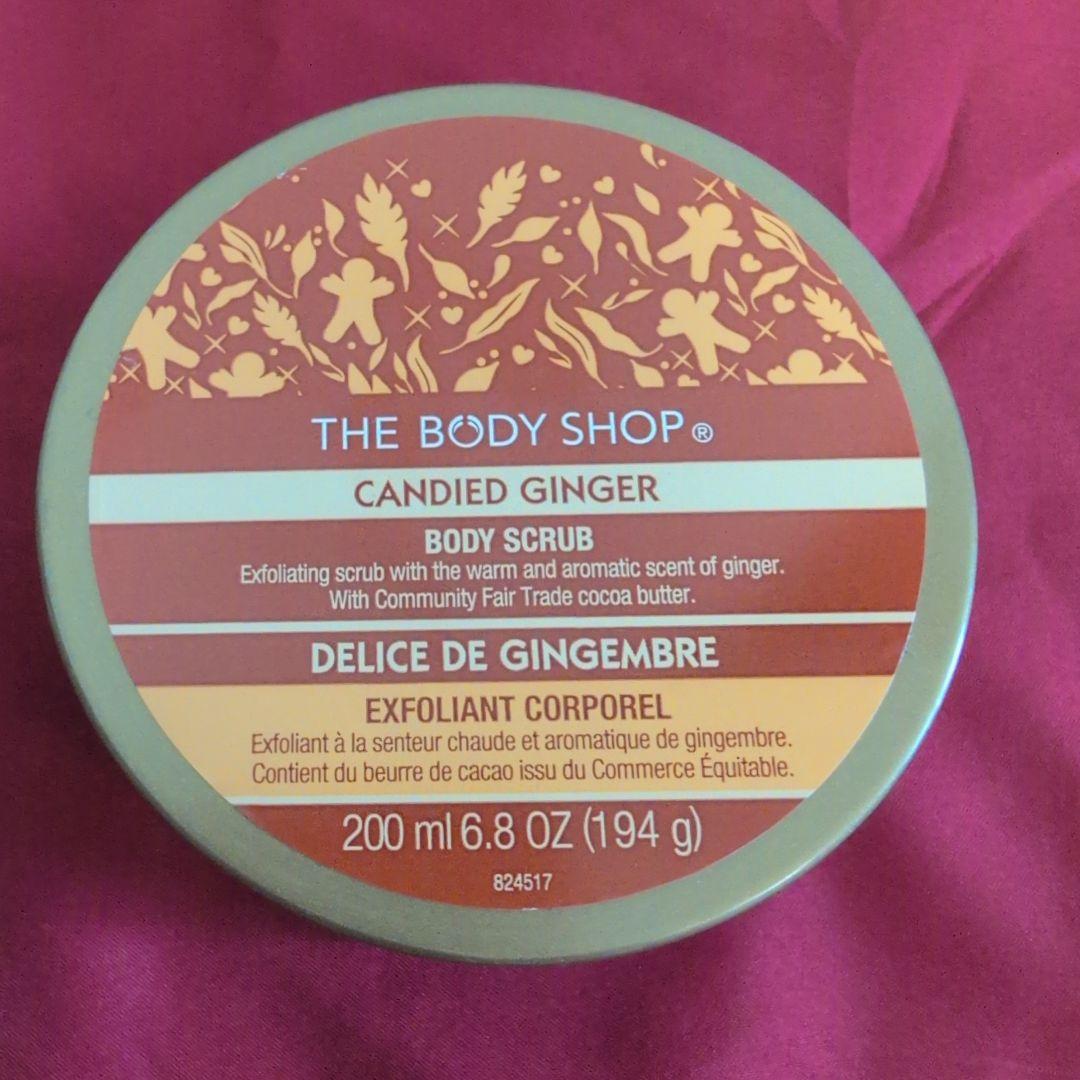 THE BODY SHOP®
CANDIED GINGER
BODY SCRUB
Exfoliating scrub with the warm and aromatic scent of ginger.
With Community Fair Trade cocoa butter.
DELICE DE GINGEMBRE
EXFOLIANT CORPOREL
Exfoliant à la senteur chaude et aromatique de gingembre.
Contient du beurre de cacao issu du Commerce Équitable.
200 ml 6.8 OZ (194 g)
824517